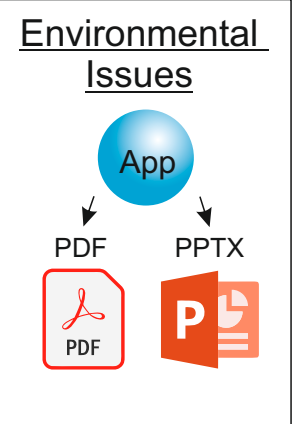 Environmental
Issues
App
PDF PPTX
PDF
P